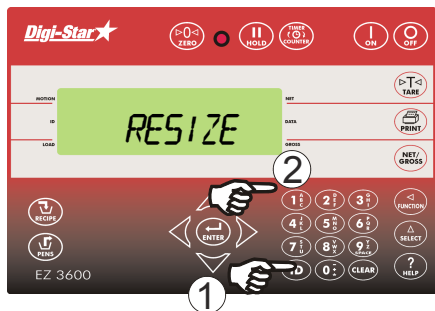 Digi-Star
▷0◁ ZERO
HOLD
TIMER COUNTER
ON
OFF
▷T◁ TARE
MOTION
NET
ID
RESIZE
DATA
PRINT
LOAD
GROSS
NET/GROSS
2
RECIPE
1 A B C
2 D E F
3 G H I
FUNCTION
ENTER
4 J K L
5 M N O
6 P Q R
SELECT
PENS
7 S T U
8 V W X
9 Y Z SPACE
EZ 3600
ID
0
CLEAR
? HELP
1